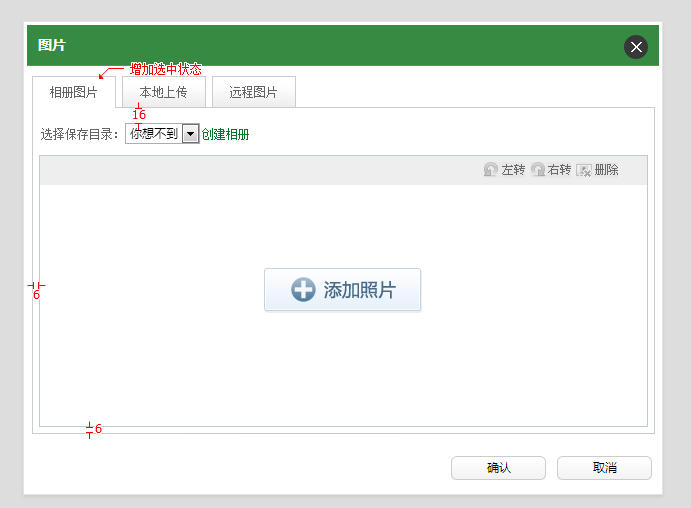 图片
增加选中状态
相册图片 本地上传 远程图片
16
选择保存目录： 你想不到 创建相册
左转 右转 删除
添加照片
6
6
确认 取消